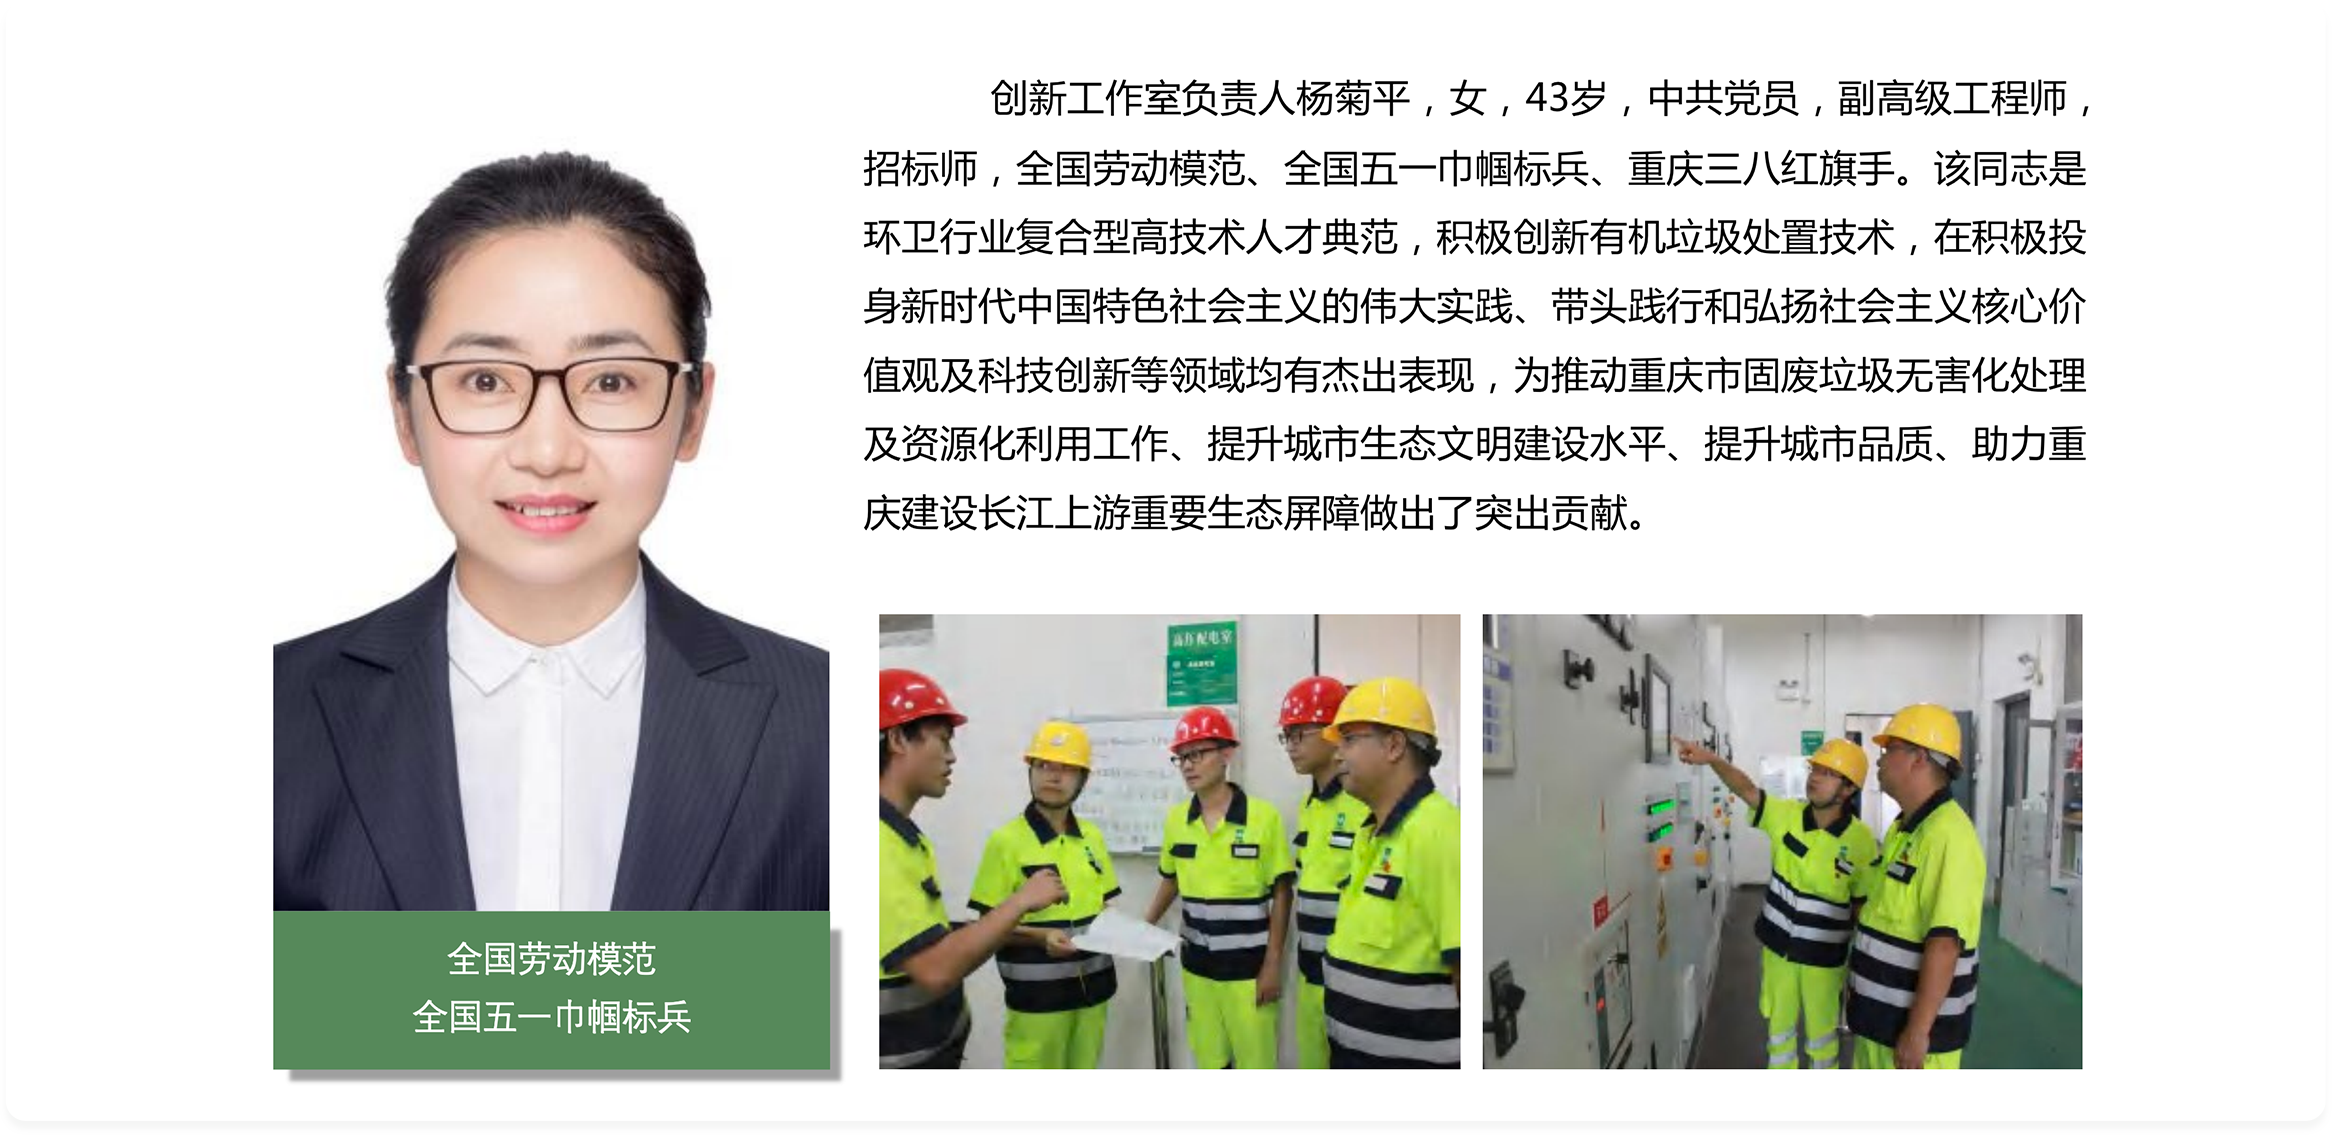 创新工作室负责人杨菊平，女，43岁，中共党员，副高级工程师，
招标师，全国劳动模范、全国五一巾帼标兵、重庆三八红旗手。该同志是
环卫行业复合型高技术人才典范，积极创新有机垃圾处置技术，在积极投
身新时代中国特色社会主义的伟大实践、带头践行和弘扬社会主义核心价
值观及科技创新等领域均有杰出表现，为推动重庆市固废垃圾无害化处理
及资源化利用工作、提升城市生态文明建设水平、提升城市品质、助力重
庆建设长江上游重要生态屏障做出了突出贡献。
全国劳动模范
全国五一巾帼标兵
高压配电室